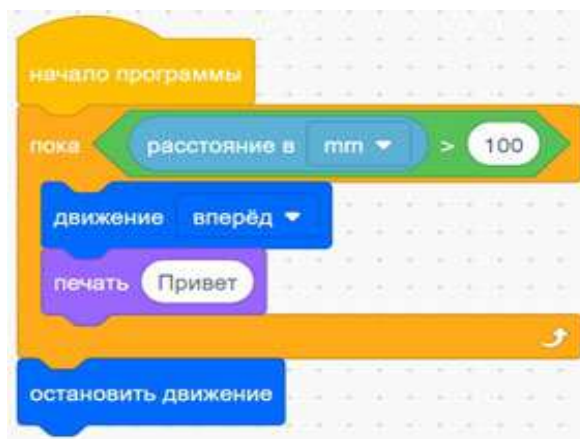 начало программы
пока расстояние в mm > 100
движение вперёд
печать Привет
остановить движение